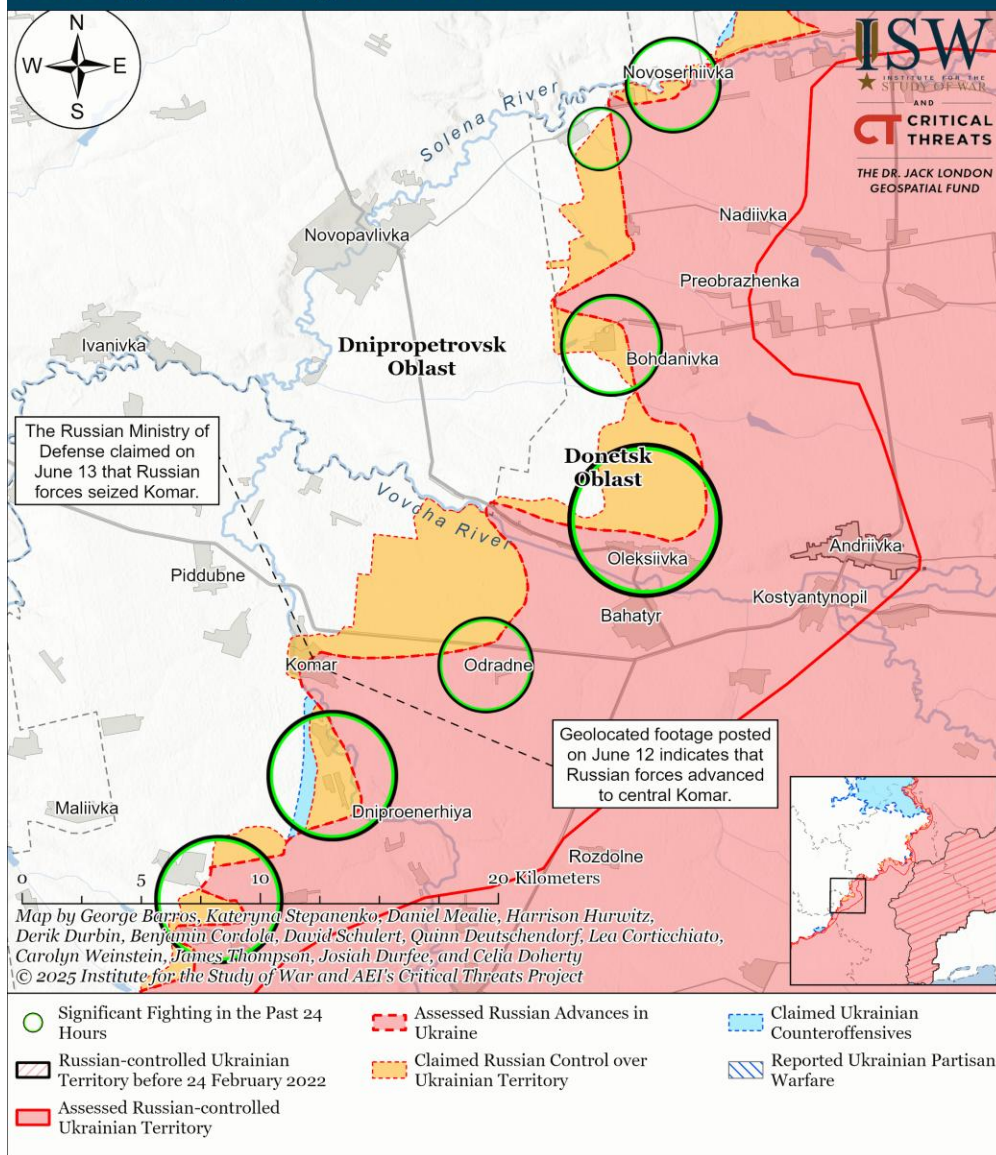 N
W E
S
ISW
INSTITUTE FOR THE
STUDY OF WAR
AND
CT CRITICAL
THREATS
THE DR. JACK LONDON
GEOSPATIAL FUND
Novoserhiivka
Solena River
Nadiivka
Novopavlivka
Preobrazhenka
Ivanivka
Dnipropetrovsk
Oblast
Bohdanivka
The Russian Ministry of
Defense claimed on
June 13 that Russian
forces seized Komar.
Donetsk
Oblast
Vovcha River
Oleksiivka
Andriivka
Piddubne
Kostyantynopil
Bahatyr
Komar
Odradne
Geolocated footage posted
on June 12 indicates that
Russian forces advanced
to central Komar.
Maliivka
Dniproenerhiya
Rozdolne
0 5 10 20 Kilometers
Map by George Barros, Kateryna Stepanenko, Daniel Mealie, Harrison Hurwitz,
Derik Durbin, Benjamin Cordola, David Schulert, Quinn Deutschendorf, Lea Corticchiato,
Carolyn Weinstein, James Thompson, Josiah Durfee, and Celia Doherty
© 2025 Institute for the Study of War and AEI's Critical Threats Project
Significant Fighting in the Past 24
Hours
Russian-controlled Ukrainian
Territory before 24 February 2022
Assessed Russian-controlled
Ukrainian Territory
Assessed Russian Advances in
Ukraine
Claimed Russian Control over
Ukrainian Territory
Claimed Ukrainian
Counteroffensives
Reported Ukrainian Partisan
Warfare